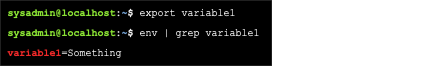 sysadmin@localhost:~$ export variable1
sysadmin@localhost:~$ env | grep variable1
variable1=Something